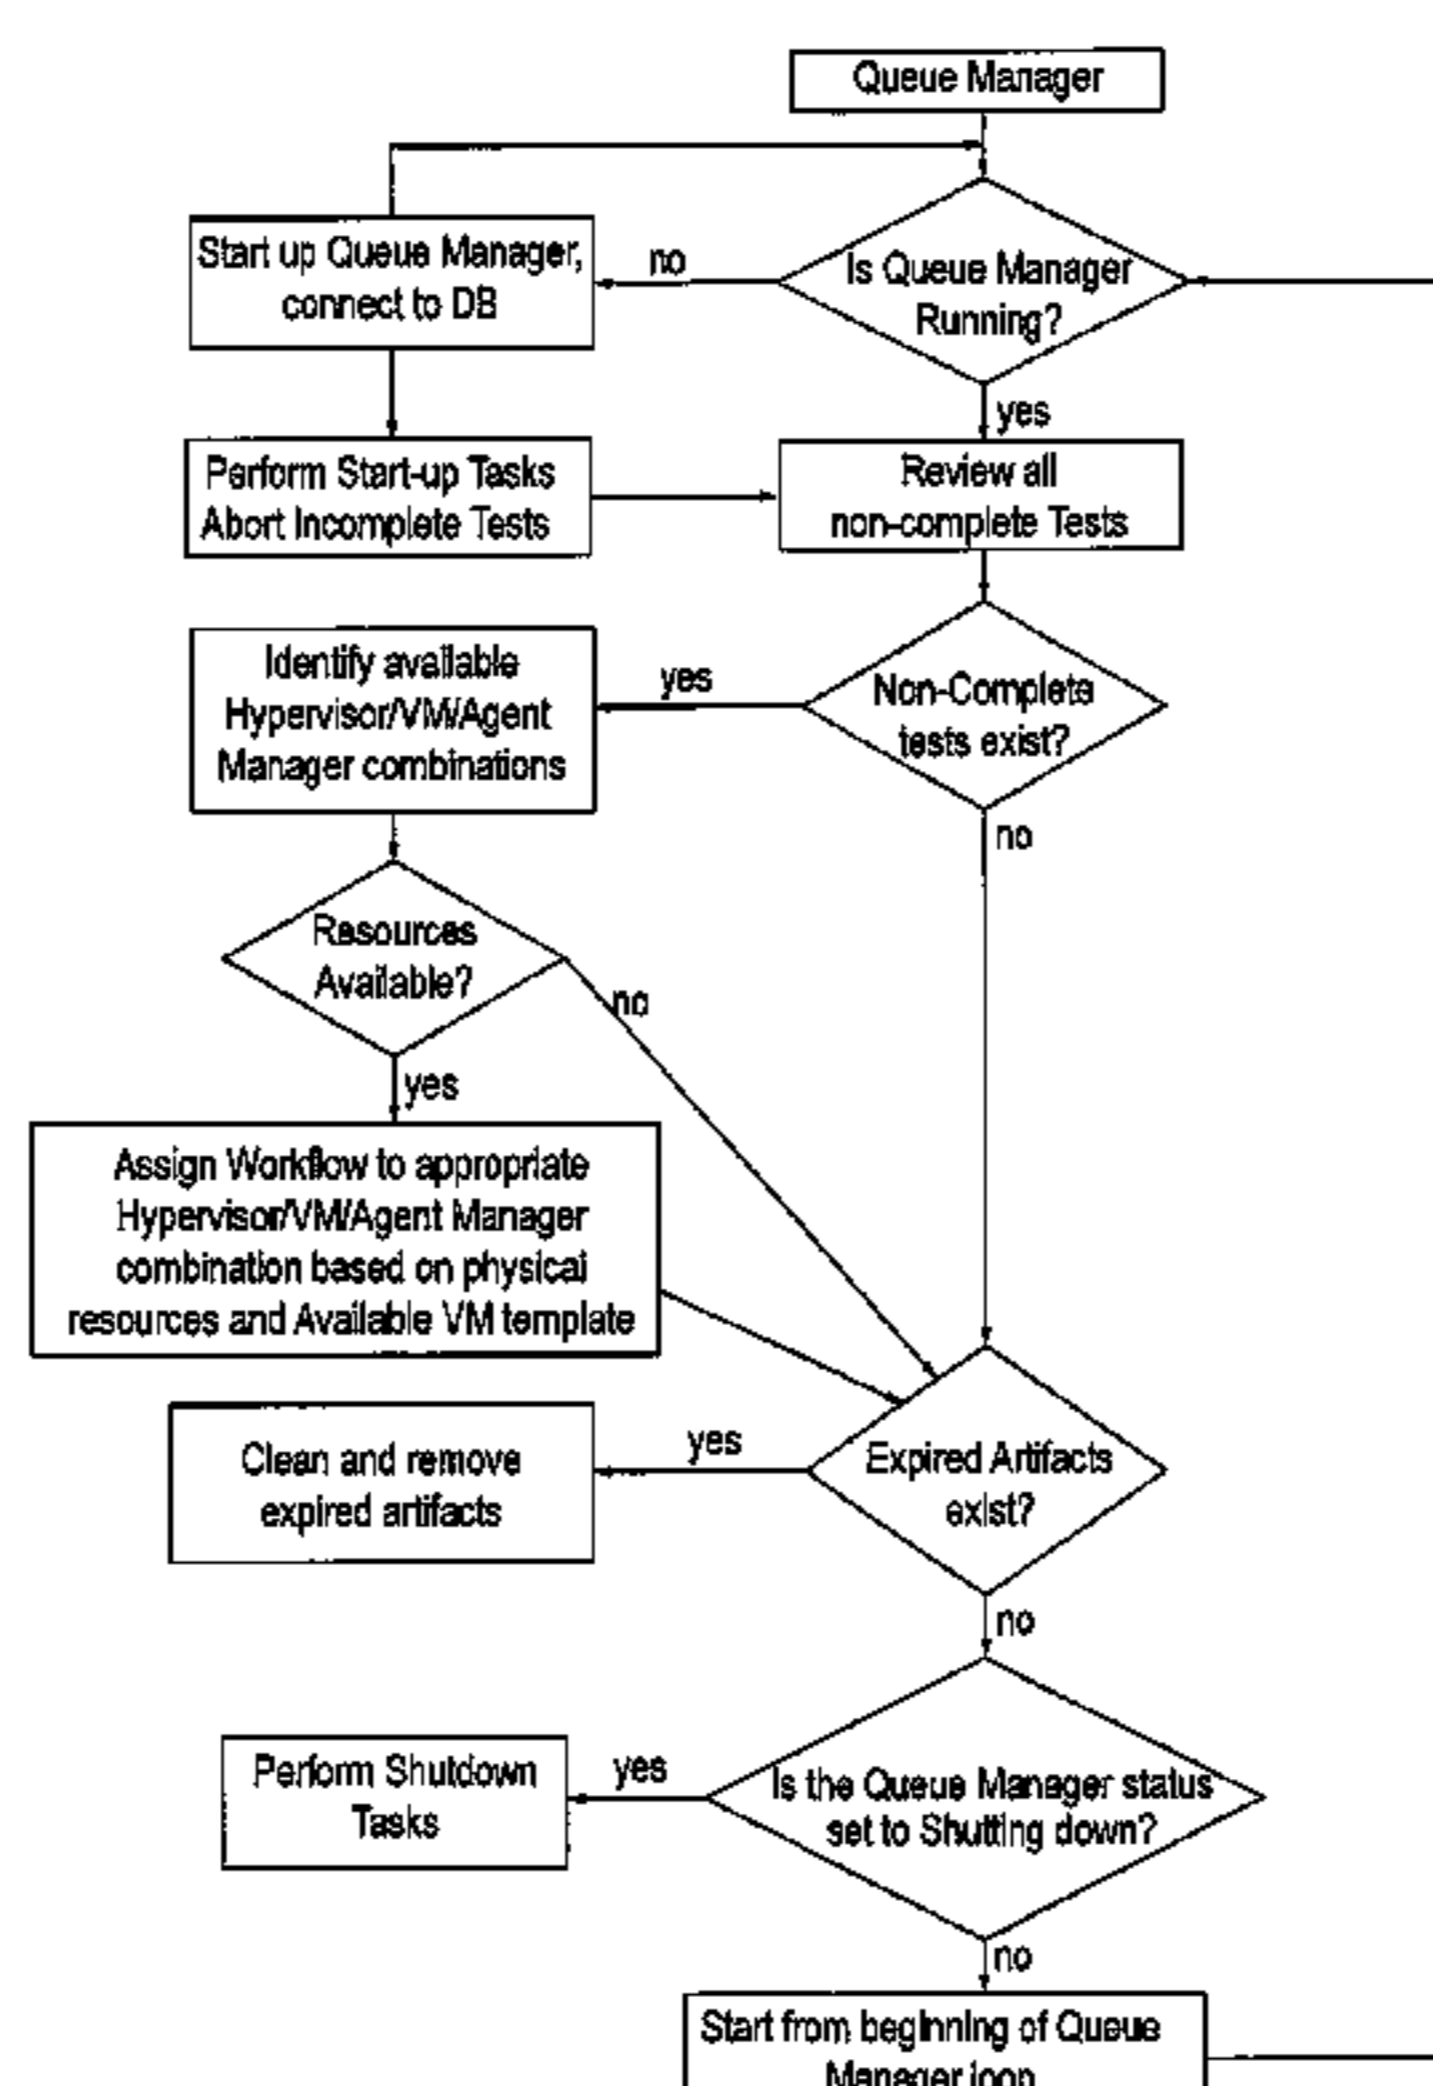 Queue Manager
Start up Queue Manager,
connect to DB
no
Is Queue Manager
Running?
yes
Perform Start-up Tasks
Abort Incomplete Tests
Review all
non-complete Tests
Identify available
Hypervisor/VM/Agent
Manager combinations
yes
Non-Complete
tests exist?
no
Resources
Available?
no
yes
Assign Workflow to appropriate
Hypervisor/VM/Agent Manager
combination based on physical
resources and Available VM template
Clean and remove
expired artifacts
yes
Expired Artifacts
exist?
no
Perform Shutdown
Tasks
yes
Is the Queue Manager status
set to Shutting down?
no
Start from beginning of Queue
Manager loop